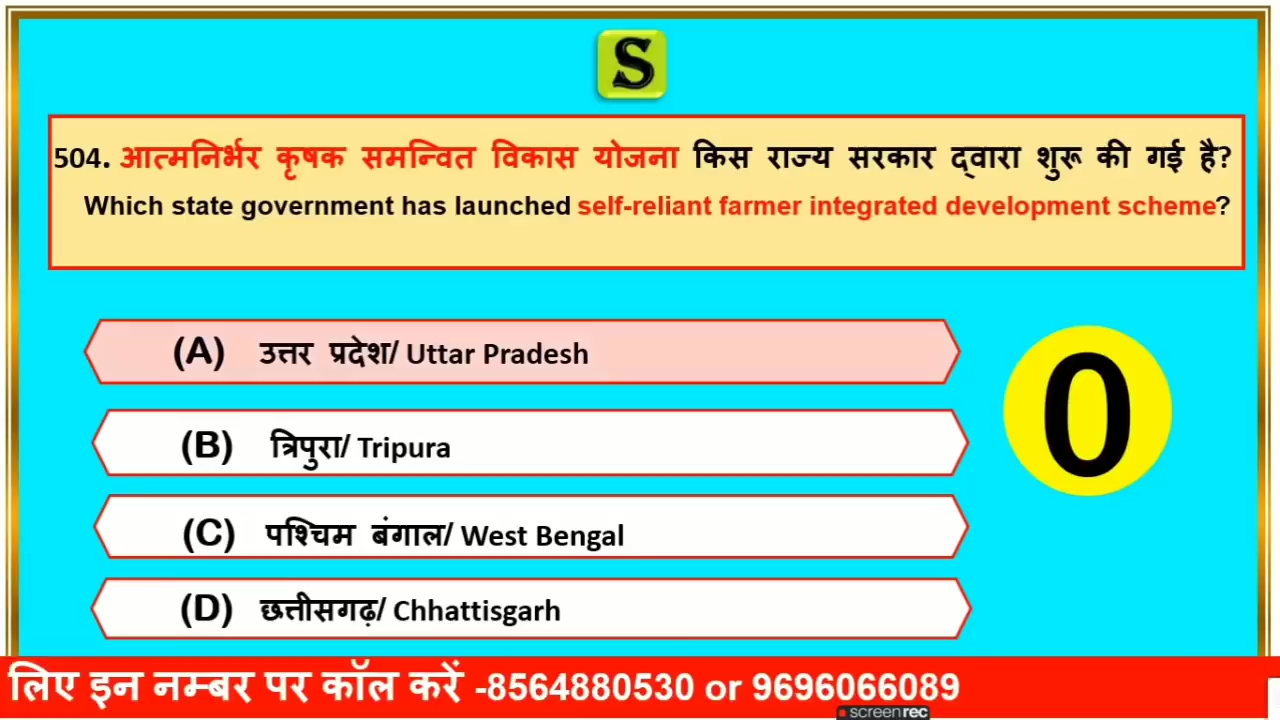 S
504. आत्मनिर्भर कृषक समन्वित विकास योजना किस राज्य सरकार द्वारा शुरू की गई है?
Which state government has launched self-reliant farmer integrated development scheme?
(A) उत्तर प्रदेश/ Uttar Pradesh
(B) त्रिपुरा/ Tripura
(C) पश्चिम बंगाल/ West Bengal
(D) छत्तीसगढ़/ Chhattisgarh
0
लिए इन नम्बर पर कॉल करें -8564880530 or 9696066089
screenrec